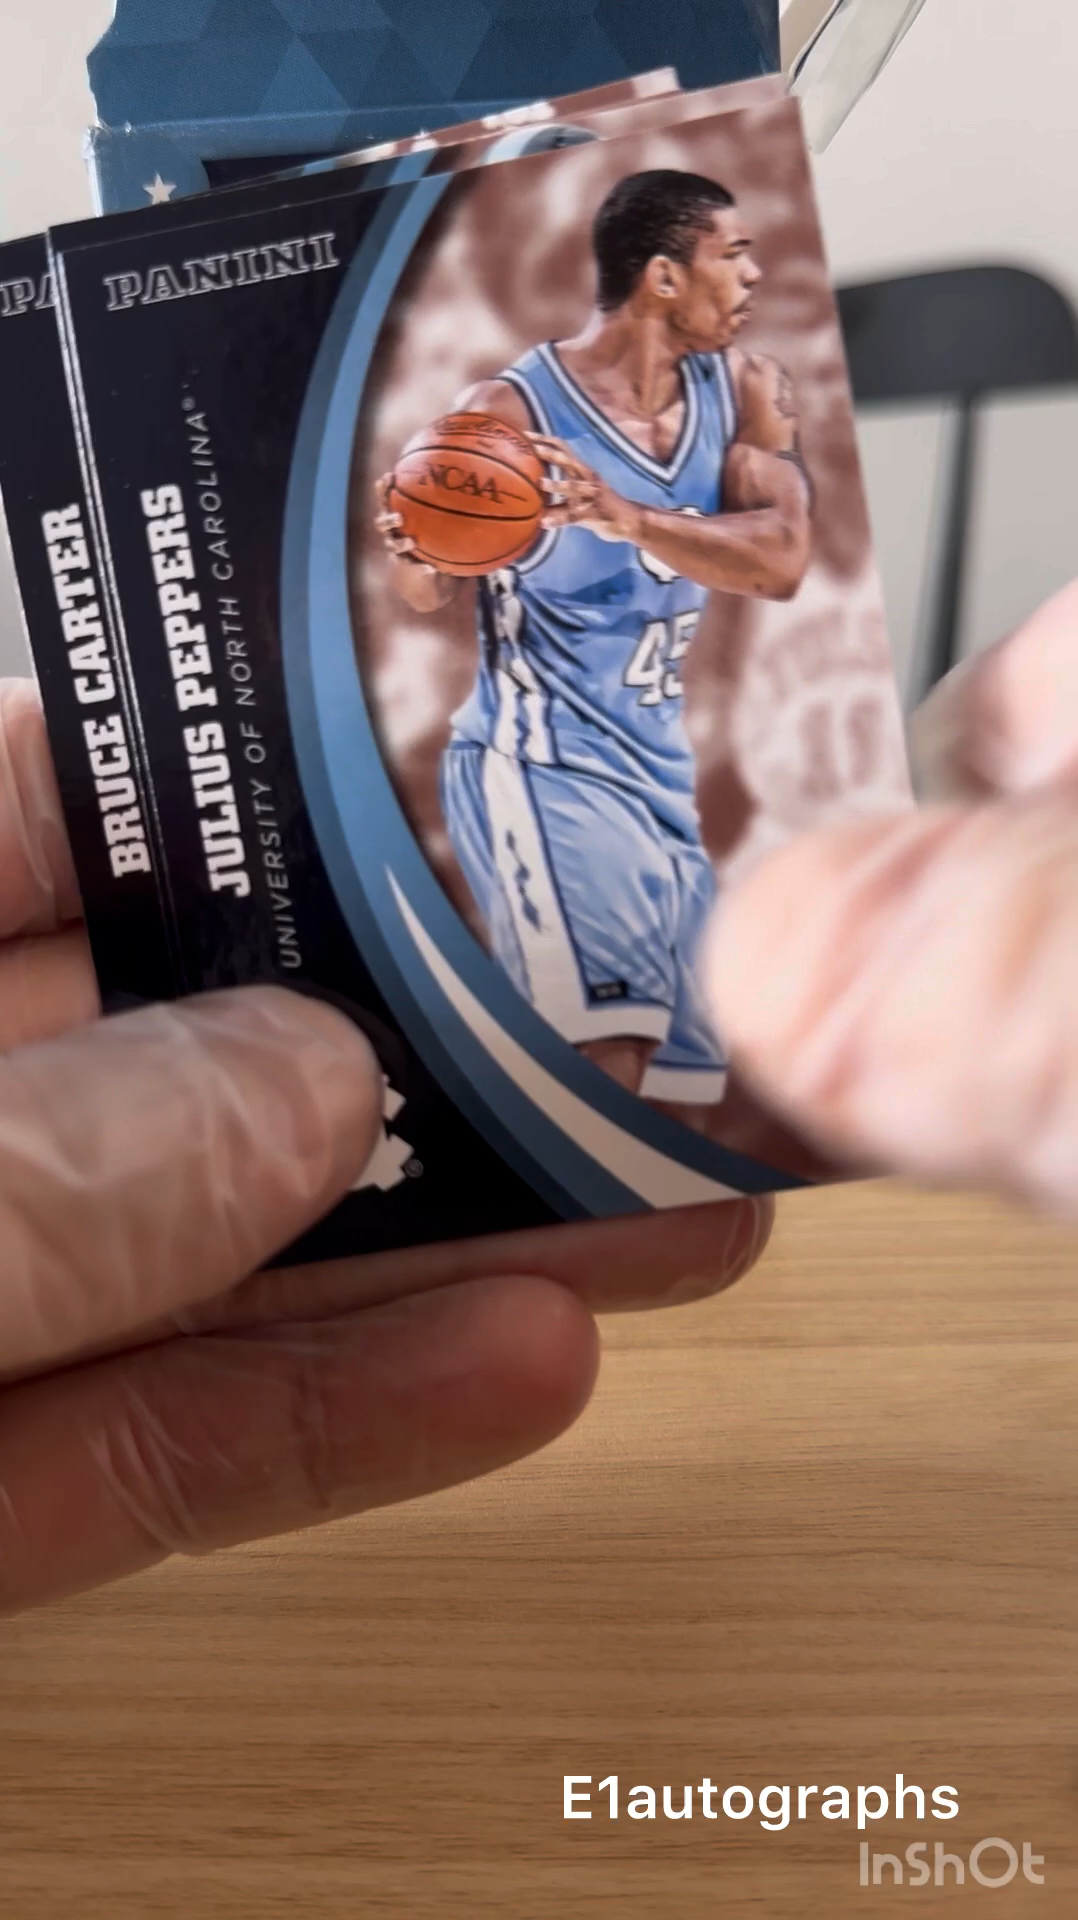 PANINI
JULIUS PEPPERS
UNIVERSITY OF NORTH CAROLINA®
NCAA
45
PA
BRUCE CARTER
E1autographs
InShOt